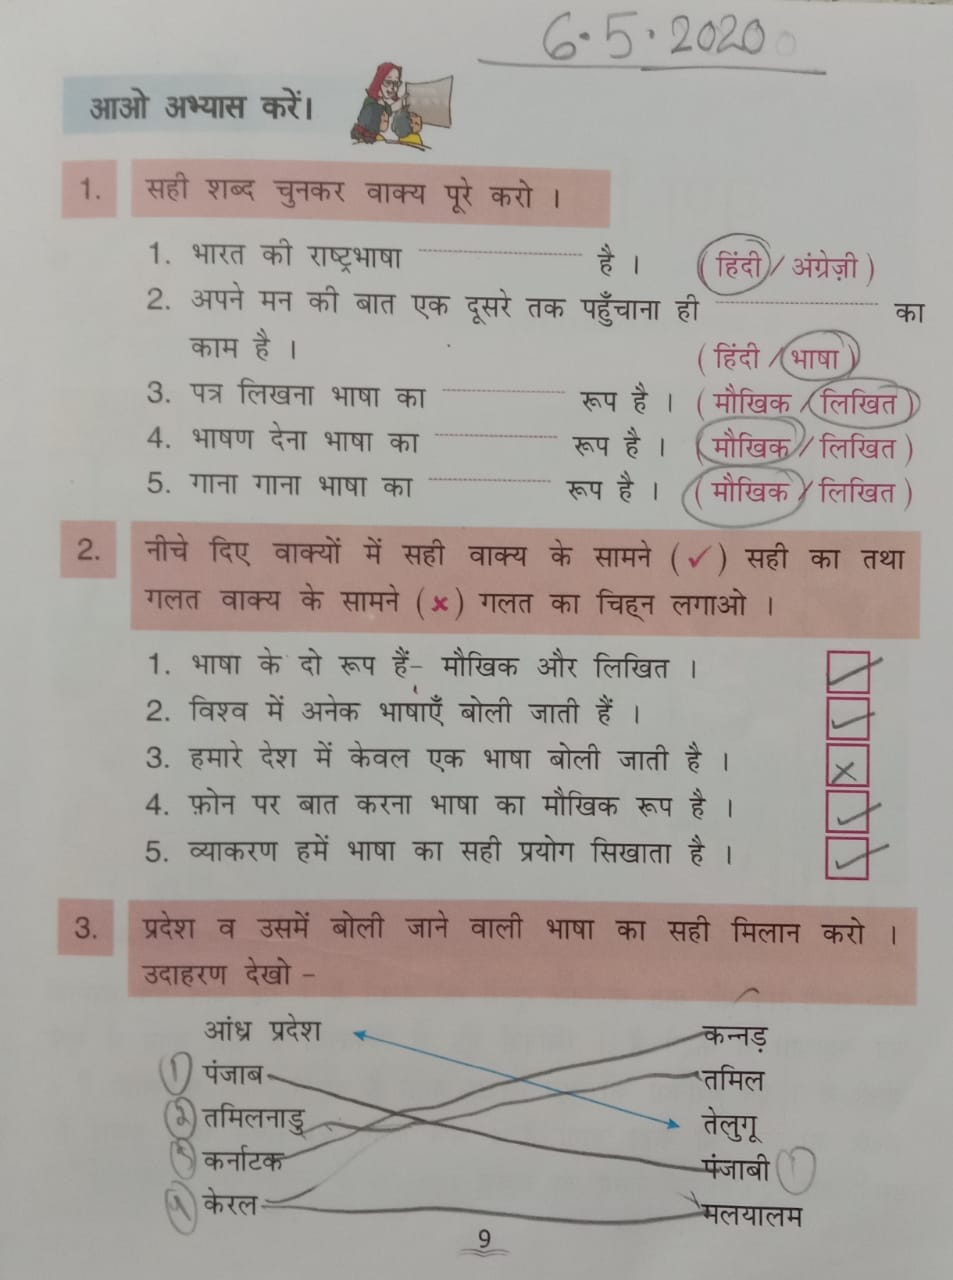 6.5.2020
आओ अभ्यास करें।
1. सही शब्द चुनकर वाक्य पूरे करो ।
1. भारत की राष्ट्रभाषा .................... है । (हिंदी / अंग्रेज़ी )
2. अपने मन की बात एक दूसरे तक पहुँचाना ही .................... का
काम है । ( हिंदी / भाषा )
3. पत्र लिखना भाषा का .................... रूप है । ( मौखिक / लिखित )
4. भाषण देना भाषा का .................... रूप है । ( मौखिक / लिखित )
5. गाना गाना भाषा का .................... रूप है । ( मौखिक / लिखित )
2. नीचे दिए वाक्यों में सही वाक्य के सामने (✓) सही का तथा
गलत वाक्य के सामने (×) गलत का चिह्न लगाओ ।
1. भाषा के दो रूप हैं– मौखिक और लिखित । ✓
2. विश्व में अनेक भाषाएँ बोली जाती हैं । ✓
3. हमारे देश में केवल एक भाषा बोली जाती है । ×
4. फ़ोन पर बात करना भाषा का मौखिक रूप है । ✓
5. व्याकरण हमें भाषा का सही प्रयोग सिखाता है । ✓
3. प्रदेश व उसमें बोली जाने वाली भाषा का सही मिलान करो ।
उदाहरण देखो –
आंध्र प्रदेश कन्नड़
1 पंजाब तमिल
2 तमिलनाडु तेलुगू
3 कर्नाटक पंजाबी 1
4 केरल मलयालम
9